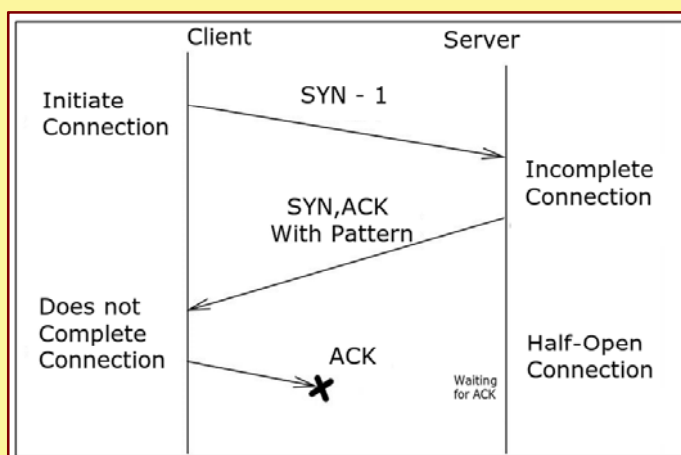 Client
Server
SYN - 1
Initiate
Connection
Incomplete
Connection
SYN,ACK
With Pattern
Does not
Complete
Connection
ACK
Half-Open
Connection
Waiting
for ACK